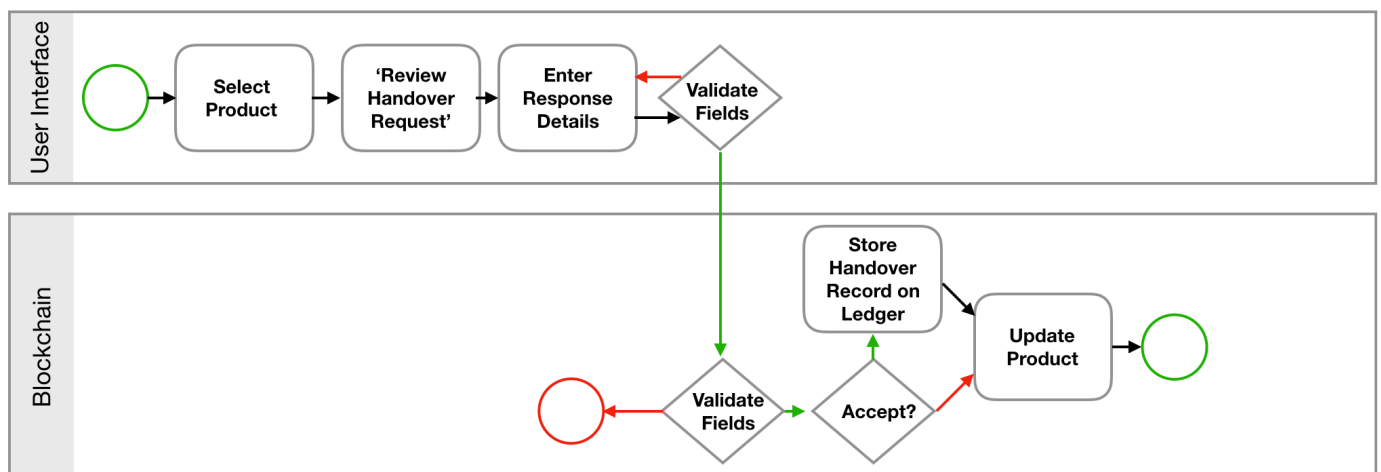 User Interface
Select
Product
‘Review
Handover
Request’
Enter
Response
Details
Validate
Fields
Blockchain
Validate
Fields
Store
Handover
Record on
Ledger
Accept?
Update
Product